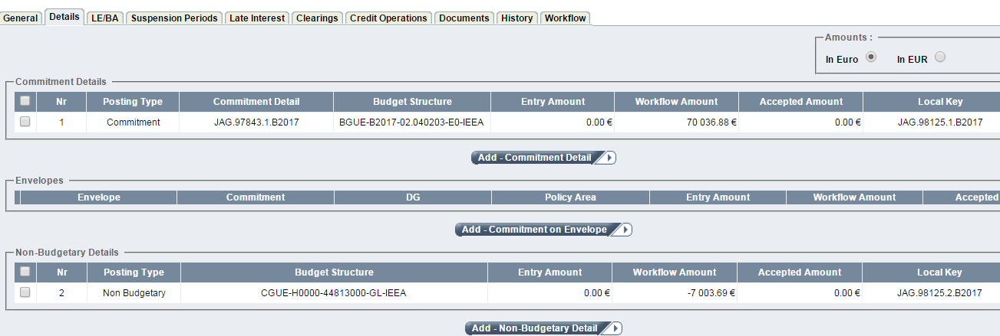 General Details LE/BA Suspension Periods Late Interest Clearings Credit Operations Documents History Workflow
Amounts :
In Euro In EUR
Commitment Details
Nr Posting Type Commitment Detail Budget Structure Entry Amount Workflow Amount Accepted Amount Local Key
1 Commitment JAG.97843.1.B2017 BGUE-B2017-02.040203-E0-IEEA 0.00 € 70 036.88 € 0.00 € JAG.98125.1.B2017
Add - Commitment Detail
Envelopes
Envelope Commitment DG Policy Area Entry Amount Workflow Amount Accepted
Add - Commitment on Envelope
Non-Budgetary Details
Nr Posting Type Budget Structure Entry Amount Workflow Amount Accepted Amount Local Key
2 Non Budgetary CGUE-H0000-44813000-GL-IEEA 0.00 € -7 003.69 € 0.00 € JAG.98125.2.B2017
Add - Non-Budgetary Detail